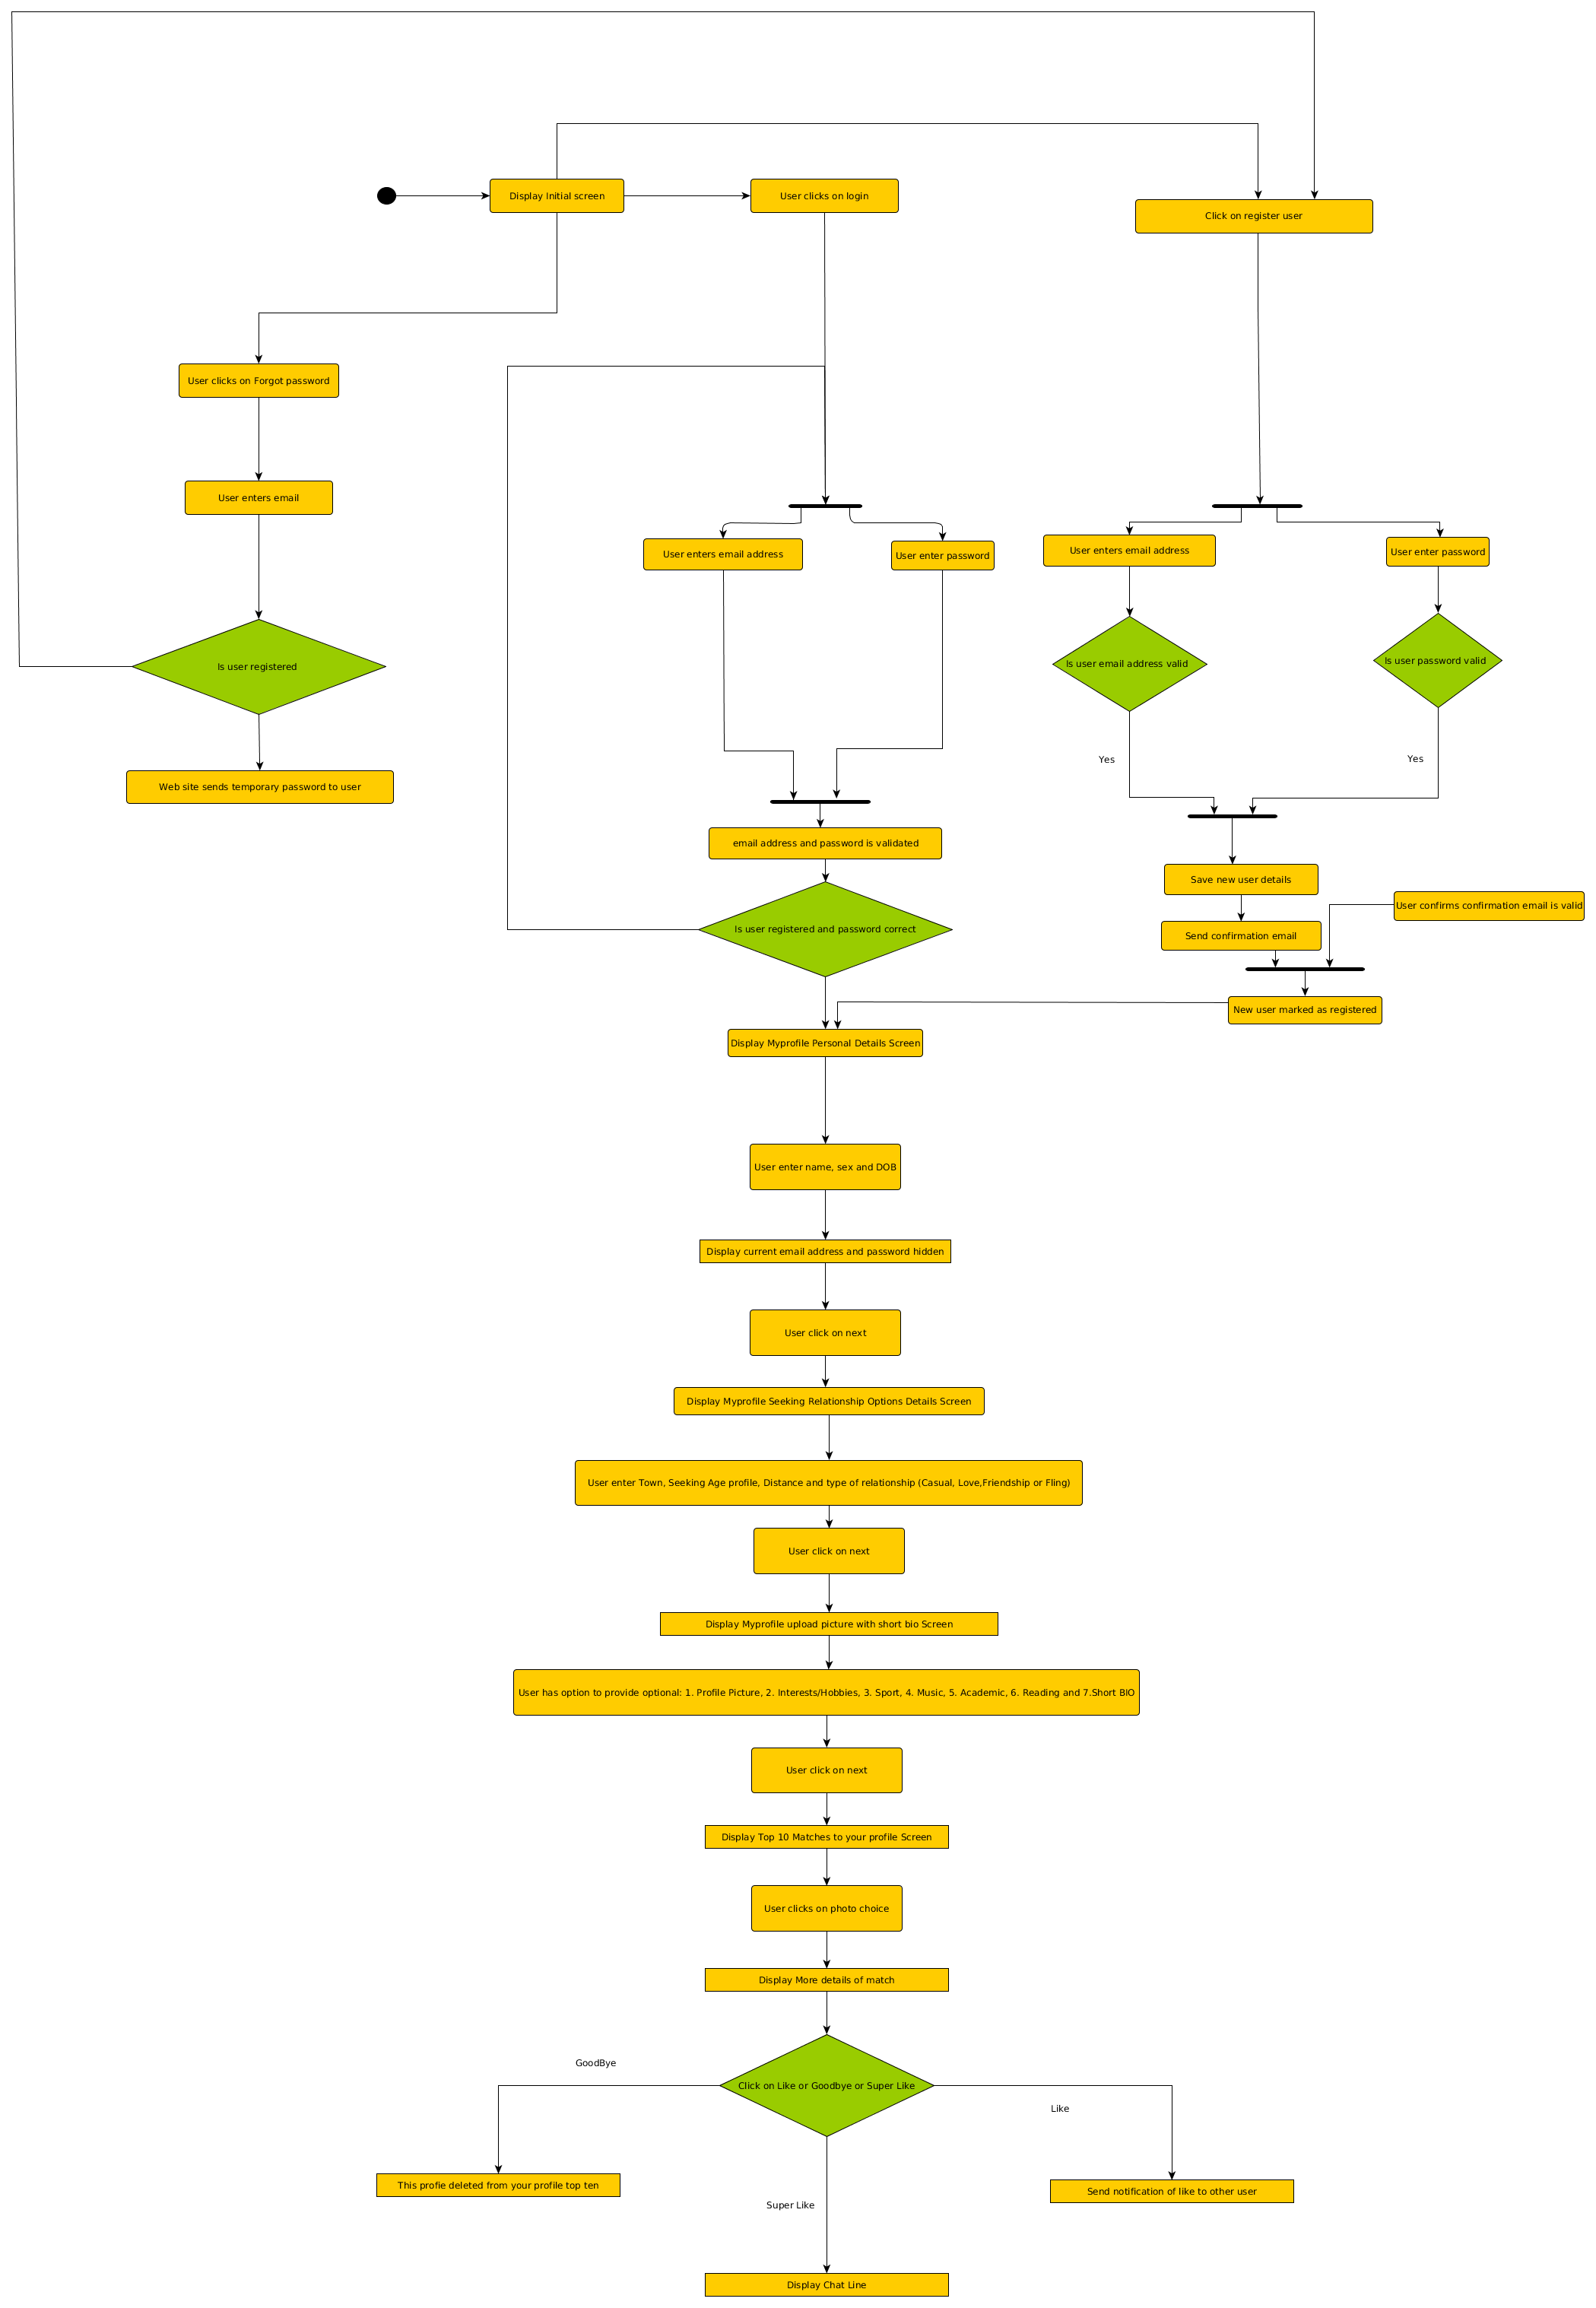 Display Initial screen
User clicks on login
Click on register user
User clicks on Forgot password
User enters email
User enters email address
User enter password
User enters email address
User enter password
Is user registered
Is user email address valid
Is user password valid
Yes
Yes
Web site sends temporary password to user
email address and password is validated
Save new user details
User confirms confirmation email is valid
Is user registered and password correct
Send confirmation email
New user marked as registered
Display Myprofile Personal Details Screen
User enter name, sex and DOB
Display current email address and password hidden
User click on next
Display Myprofile Seeking Relationship Options Details Screen
User enter Town, Seeking Age profile, Distance and type of relationship (Casual, Love,Friendship or Fling)
User click on next
Display Myprofile upload picture with short bio Screen
User has option to provide optional: 1. Profile Picture, 2. Interests/Hobbies, 3. Sport, 4. Music, 5. Academic, 6. Reading and 7.Short BIO
User click on next
Display Top 10 Matches to your profile Screen
User clicks on photo choice
Display More details of match
GoodBye
Click on Like or Goodbye or Super Like
Like
This profie deleted from your profile top ten
Send notification of like to other user
Super Like
Display Chat Line